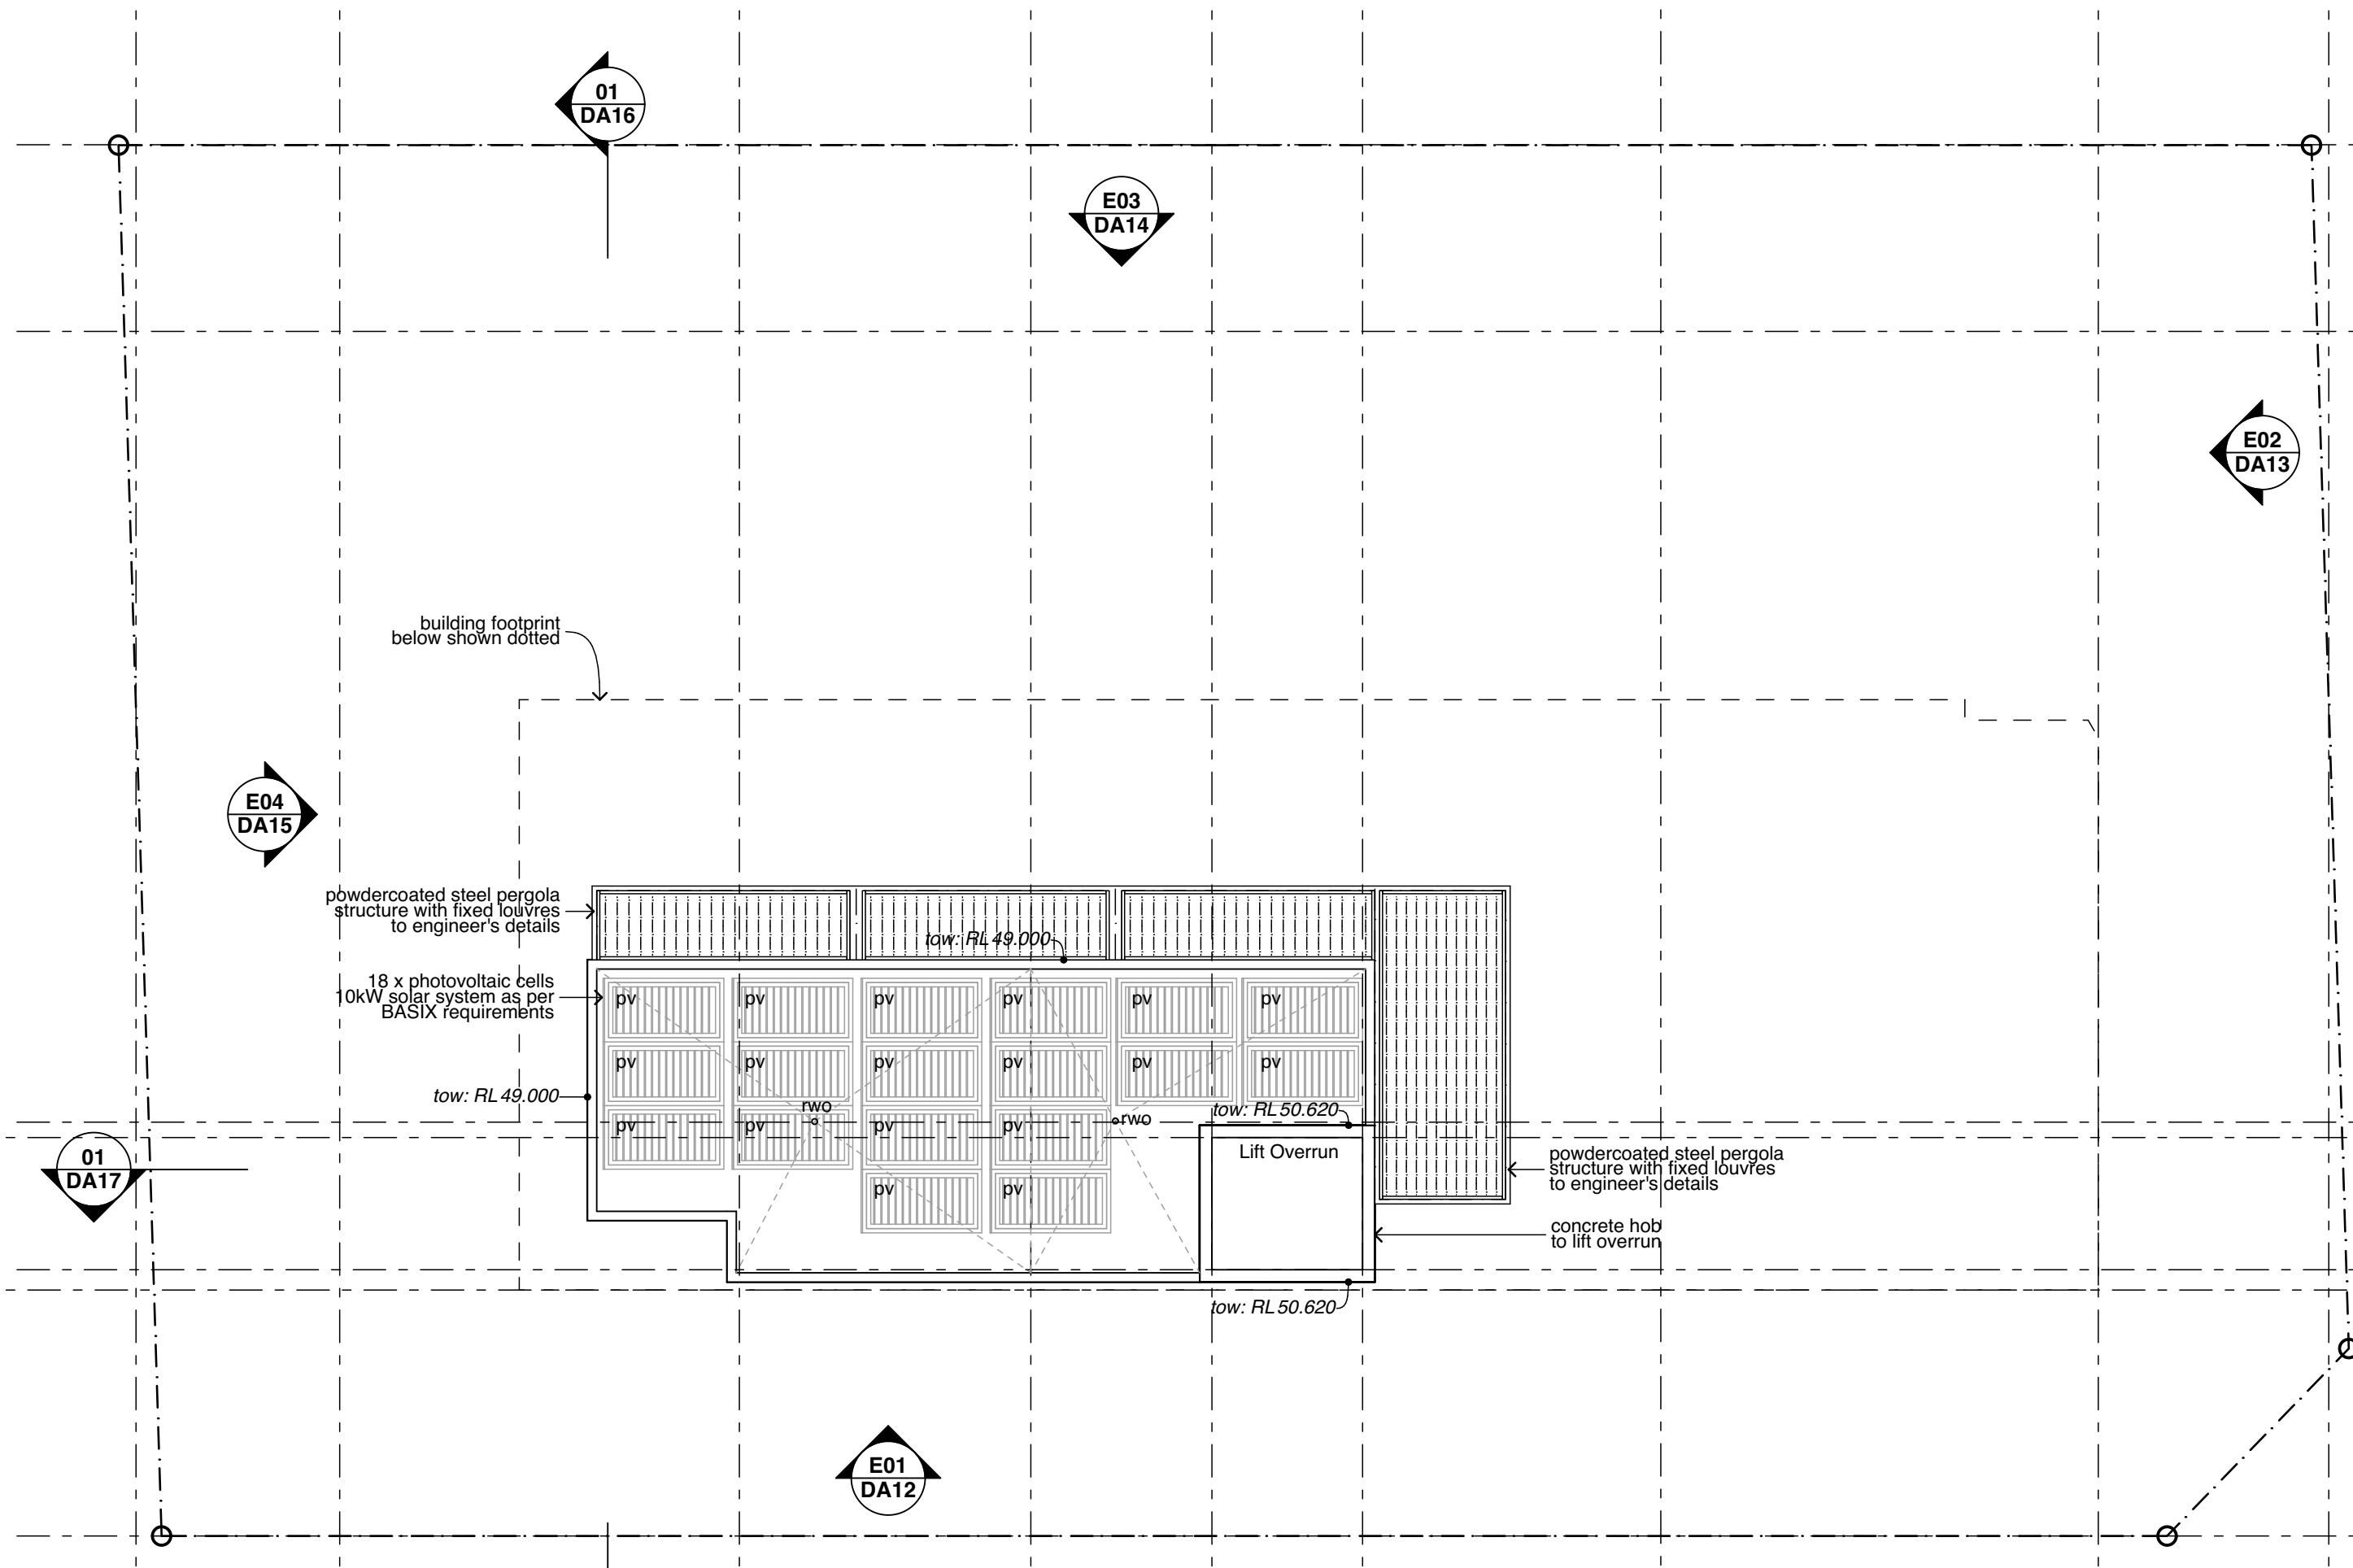 01
DA16
E03
DA14
E02
DA13
building footprint
below shown dotted
E04
DA15
powdercoated steel pergola
structure with fixed louvres
to engineer's details
tow: RL 49.000
18 x photovoltaic cells
10kW solar system as per
BASIX requirements
pv pv pv pv pv pv
pv pv pv pv pv pv
tow: RL 49.000
rwo
rwo
tow: RL 50.620
pv pv pv pv
Lift Overrun
01
DA17
powdercoated steel pergola
structure with fixed louvres
to engineer's details
pv pv
concrete hob
to lift overrun
tow: RL 50.620
E01
DA12